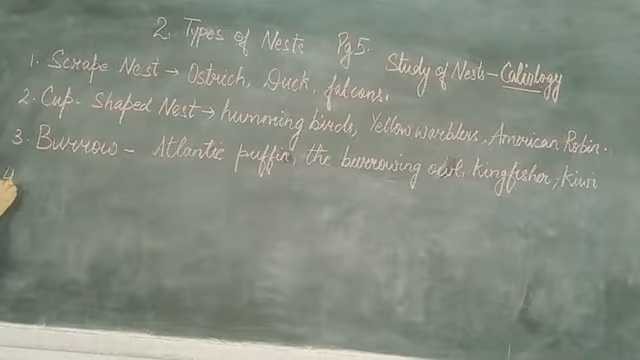 2. Types of Nests Pg 5. Study of Nests - Caliology
1. Scrape Nest → Ostrich, Duck, falcons.
2. Cup- Shaped Nest → humming birds, Yellow warblers, American Robin.
3. Burrow - Atlantic puffin, the burrowing owl, kingfisher, kiwi
4